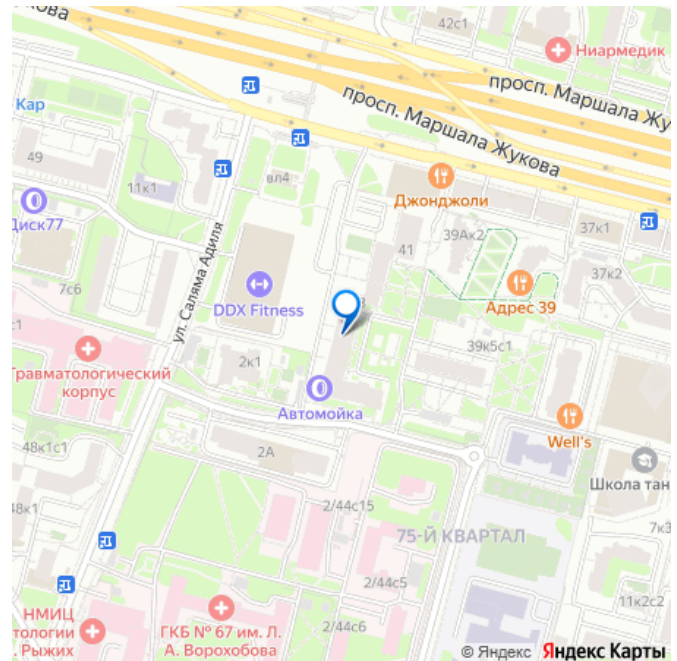 кова
42с1
Ниармедик
просп. Маршала Жу
просп. Маршала Жукова
Кар
49
11к1
вл4
Джонджоли
Диск77
ул. Саляма Адиля
41
39Ак2
37к1
37к2
7с6
DDX Fitness
Адрес 39
с1
Травматологический
корпус
2к1
39к5с1
Автомойка
Well's
48к1с1
2А
Школа тан
48к1
2/44с15
75-Й КВАРТАЛ
7к3
2/44с5
11к2с2
НМИЦ
тологии
. Рыжих
ГКБ № 67 им. Л.
А. Ворохобова
2/44с6
© Яндекс Яндекс Карты